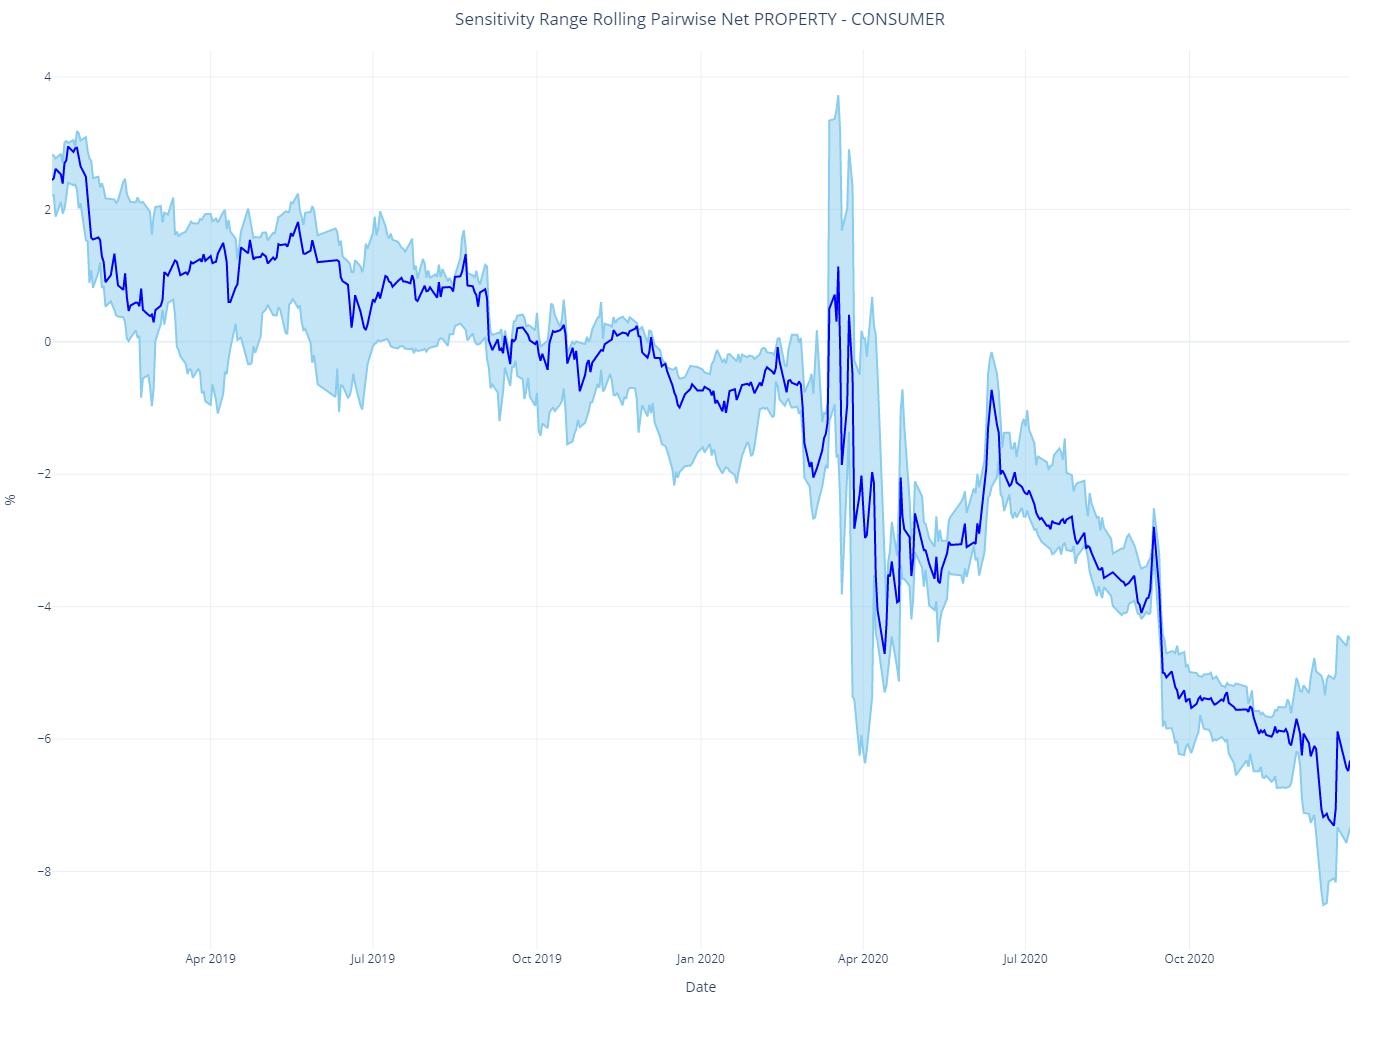 Sensitivity Range Rolling Pairwise Net PROPERTY - CONSUMER
4
2
0
−2
−4
−6
−8
%
Apr 2019
Jul 2019
Oct 2019
Jan 2020
Apr 2020
Jul 2020
Oct 2020
Date